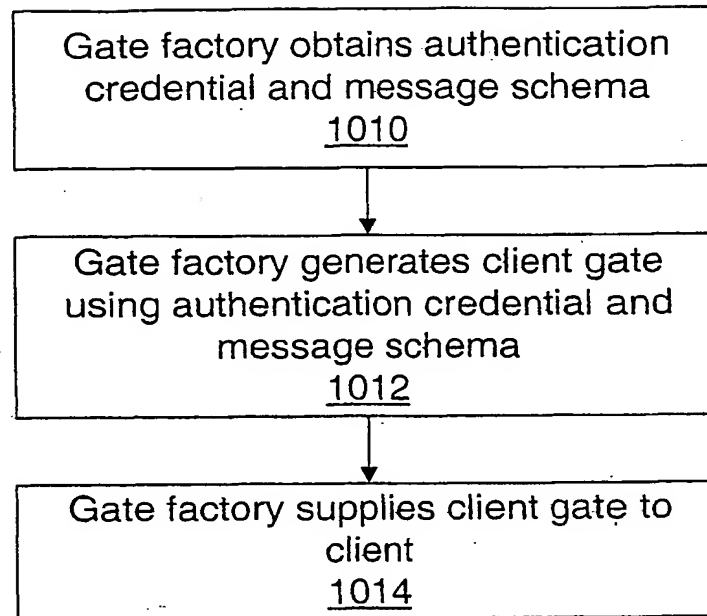 Gate factory obtains authentication
credential and message schema
1010
Gate factory generates client gate
using authentication credential and
message schema
1012
Gate factory supplies client gate to
client
1014